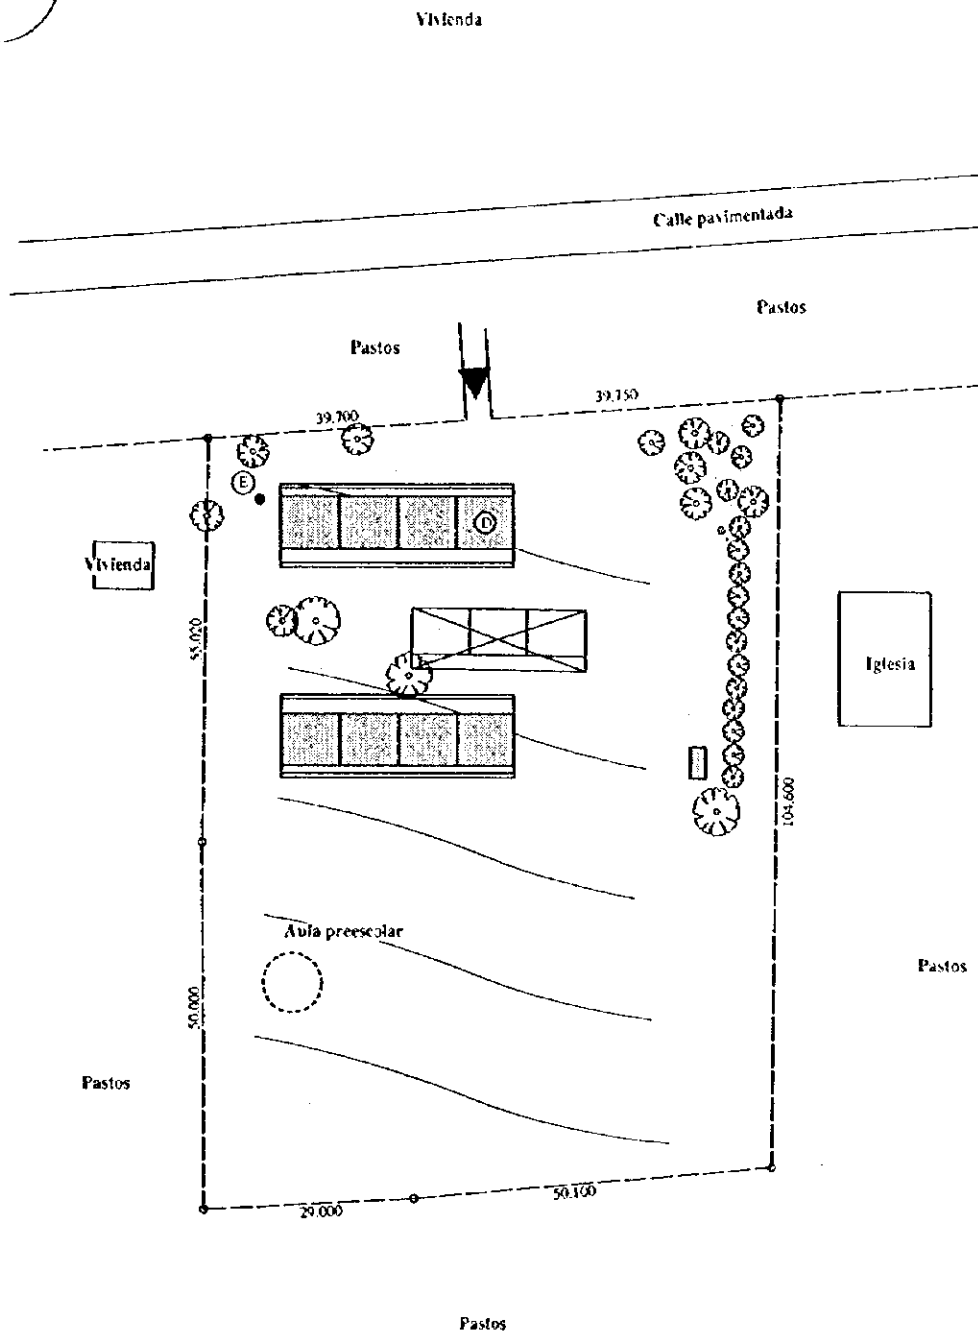 Vivienda
Calle pavimentada
Pastos
Pastos
39.700
39.750
E
D
Vivienda
55.020
Iglesia
104.600
Aula preescolar
Pastos
50.000
Pastos
29.000
50.100
Pastos